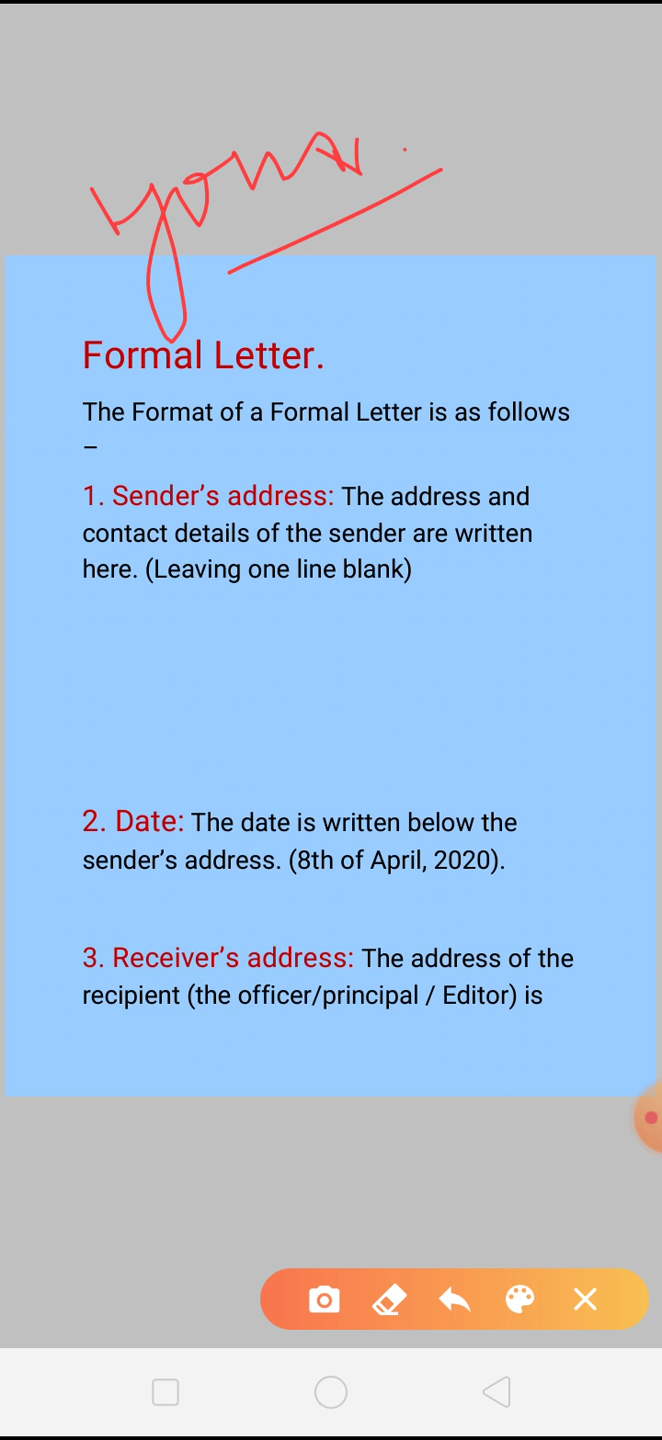 Formal Letter.
The Format of a Formal Letter is as follows
–
1. Sender’s address: The address and
contact details of the sender are written
here. (Leaving one line blank)
2. Date: The date is written below the
sender’s address. (8th of April, 2020).
3. Receiver’s address: The address of the
recipient (the officer/principal / Editor) is